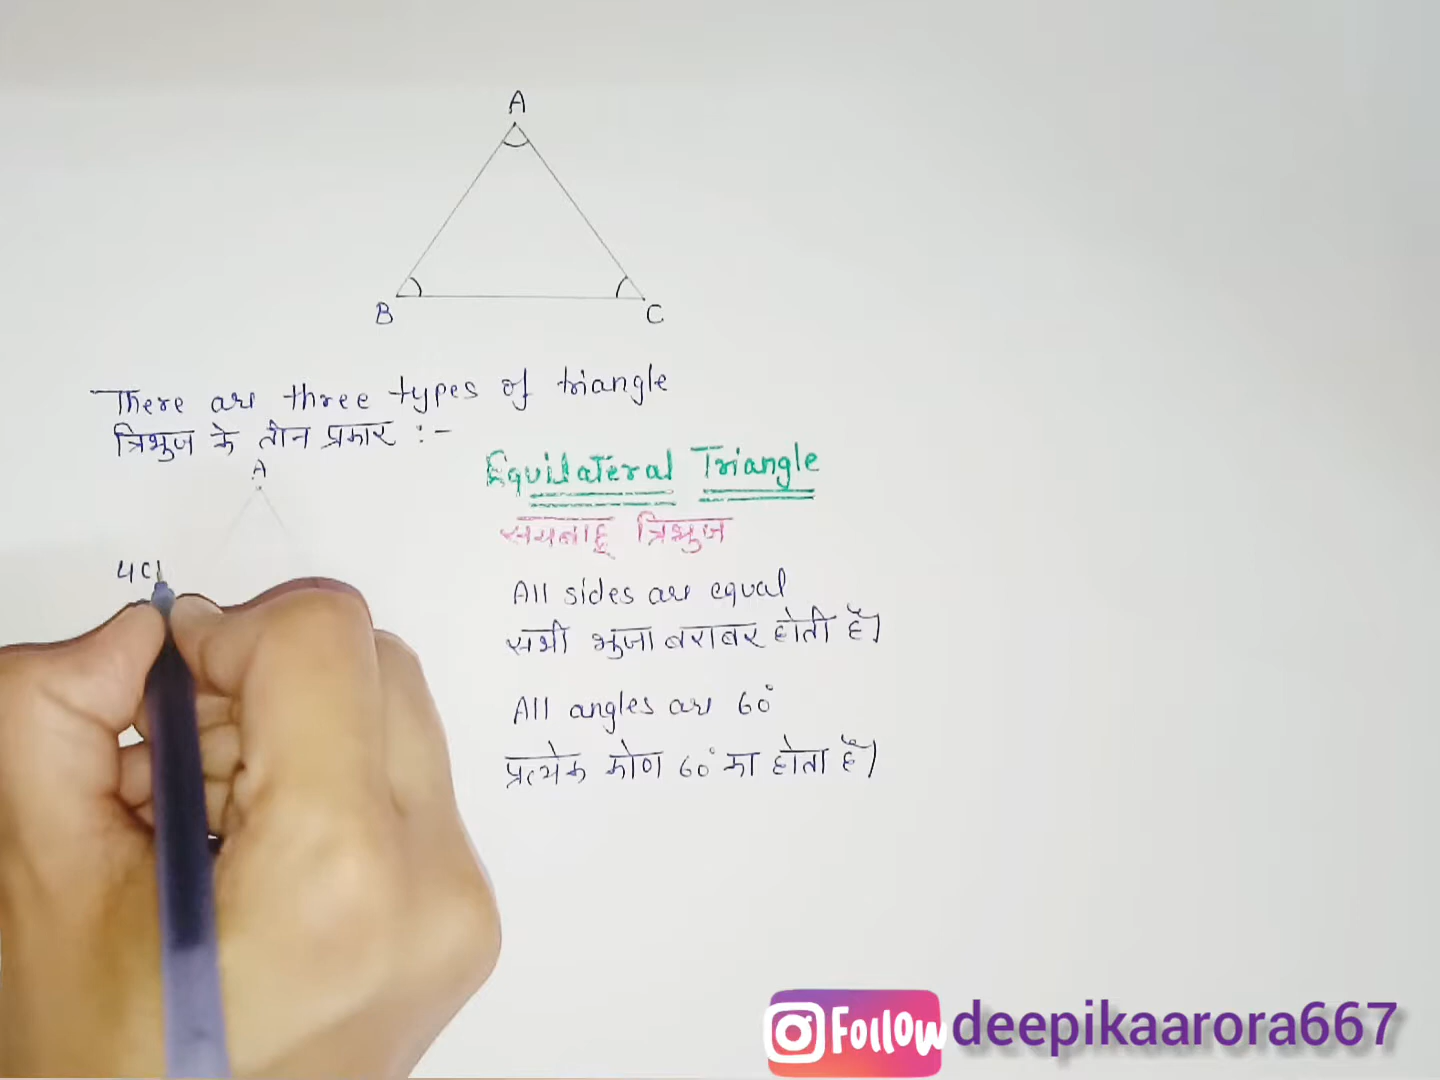 A
B
C
There are three types of triangle
त्रिभुज के तीन प्रकार :-
A
Equilateral Triangle
समबाहू त्रिभुज
4c
All sides are equal
सभी भुजा बराबर होती है।
All angles are 60°
प्रत्येक कोण 60° का होता है।
Follow deepikaarora667